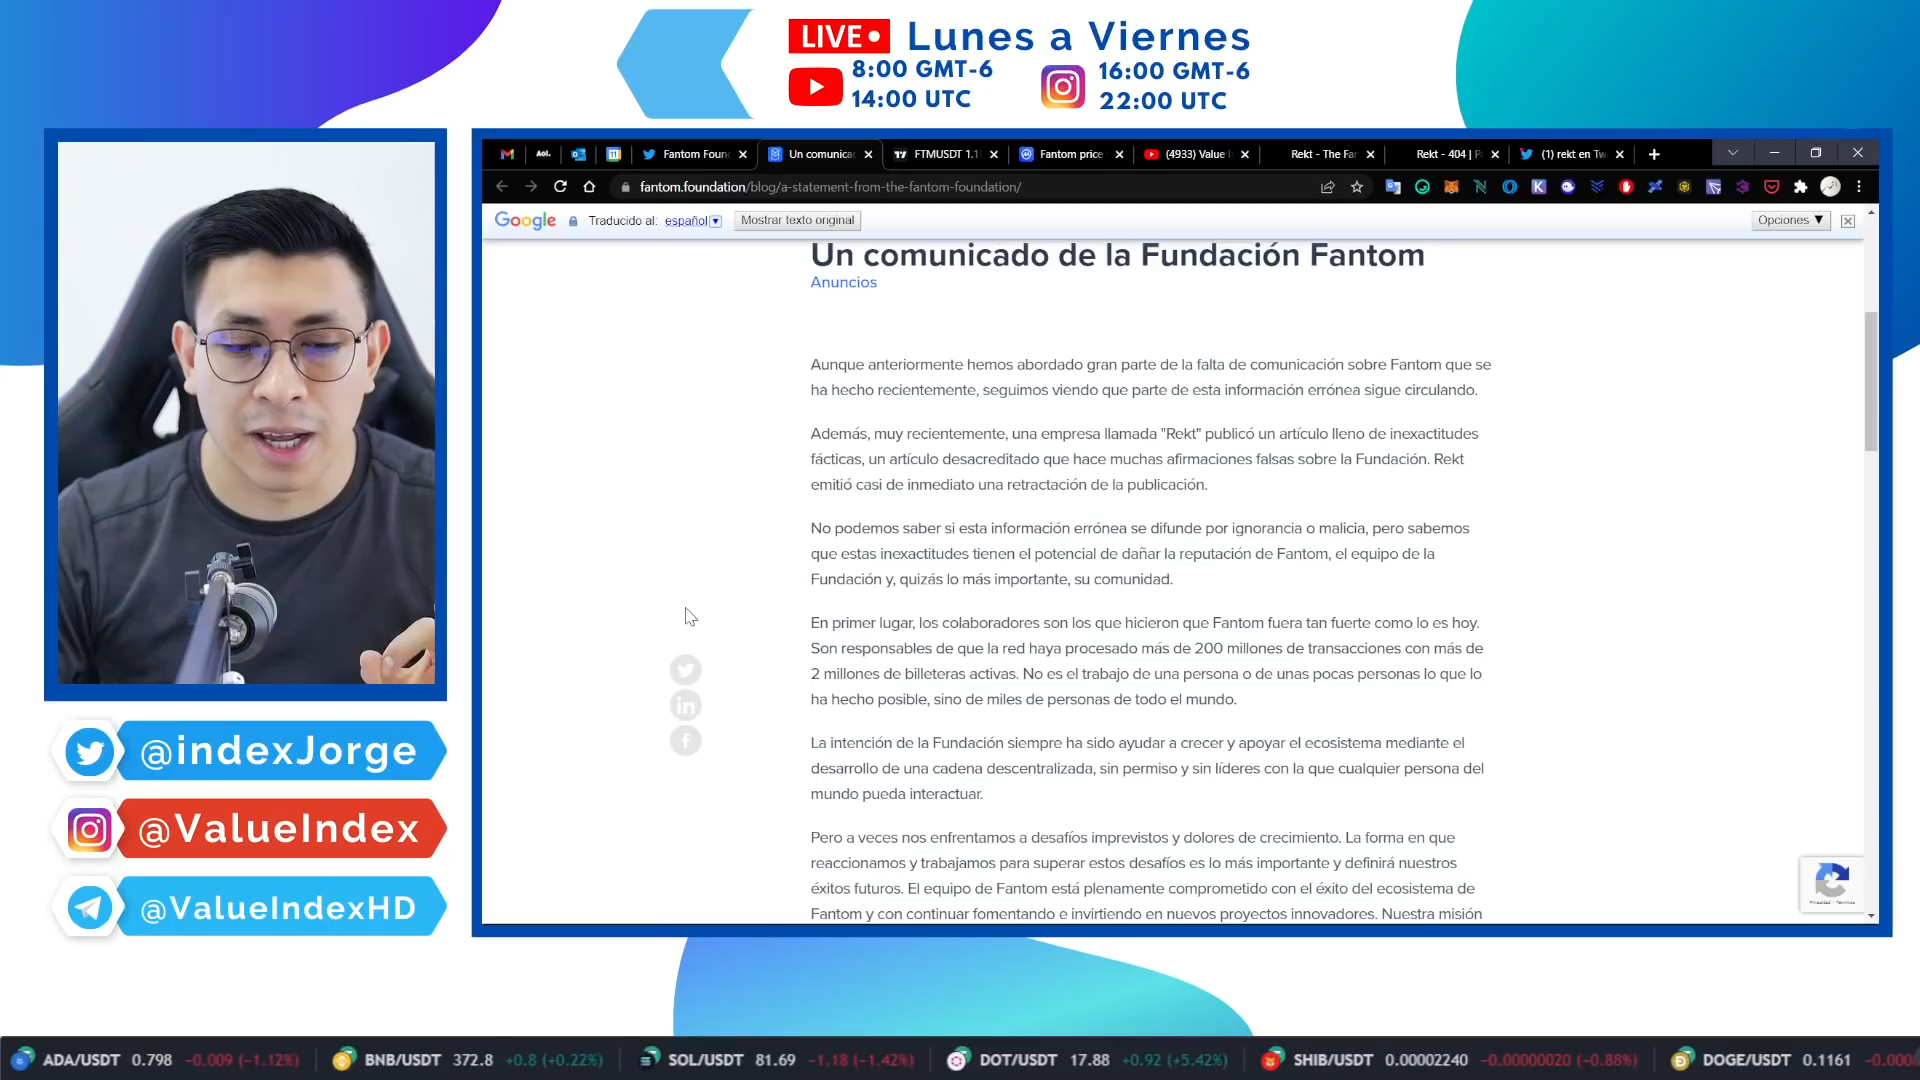 LIVE Lunes a Viernes
8:00 GMT-6
14:00 UTC
16:00 GMT-6
22:00 UTC
Aol.
Fantom Foun
Un comunicac
FTMUSDT 1.1
Fantom price
(4933) Value I
Rekt - The Fa
Rekt - 404 | P
(1) rekt en Tw
fantom.foundation/blog/a-statement-from-the-fantom-foundation/
Google Traducido al: español Mostrar texto original Opciones
Un comunicado de la Fundación Fantom
Anuncios
Aunque anteriormente hemos abordado gran parte de la falta de comunicación sobre Fantom que se
ha hecho recientemente, seguimos viendo que parte de esta información errónea sigue circulando.
Además, muy recientemente, una empresa llamada "Rekt" publicó un artículo lleno de inexactitudes
fácticas, un artículo desacreditado que hace muchas afirmaciones falsas sobre la Fundación. Rekt
emitió casi de inmediato una retractación de la publicación.
No podemos saber si esta información errónea se difunde por ignorancia o malicia, pero sabemos
que estas inexactitudes tienen el potencial de dañar la reputación de Fantom, el equipo de la
Fundación y, quizás lo más importante, su comunidad.
En primer lugar, los colaboradores son los que hicieron que Fantom fuera tan fuerte como lo es hoy.
Son responsables de que la red haya procesado más de 200 millones de transacciones con más de
2 millones de billeteras activas. No es el trabajo de una persona o de unas pocas personas lo que lo
ha hecho posible, sino de miles de personas de todo el mundo.
La intención de la Fundación siempre ha sido ayudar a crecer y apoyar el ecosistema mediante el
desarrollo de una cadena descentralizada, sin permiso y sin líderes con la que cualquier persona del
mundo pueda interactuar.
Pero a veces nos enfrentamos a desafíos imprevistos y dolores de crecimiento. La forma en que
reaccionamos y trabajamos para superar estos desafíos es lo más importante y definirá nuestros
éxitos futuros. El equipo de Fantom está plenamente comprometido con el éxito del ecosistema de
Fantom y con continuar fomentando e invirtiendo en nuevos proyectos innovadores. Nuestra misión
Privacidad - Términos
@indexJorge
@ValueIndex
@ValueIndexHD
ADA/USDT 0.798 −0.009 (−1.12%) BNB/USDT 372.8 +0.8 (+0.22%) SOL/USDT 81.69 −1.18 (−1.42%) DOT/USDT 17.88 +0.92 (+5.42%) SHIB/USDT 0.00002240 −0.00000020 (−0.88%) DOGE/USDT 0.1161